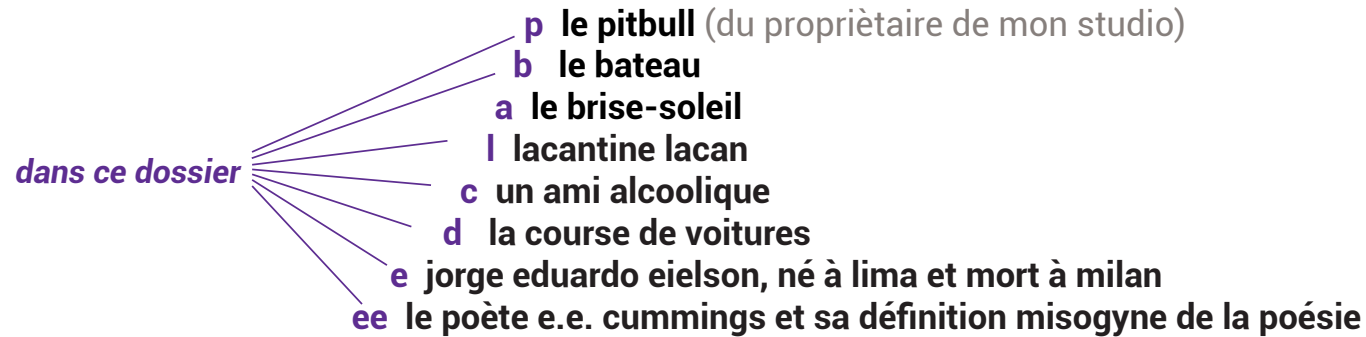 p le pitbull (du propriètaire de mon studio)
b le bateau
a le brise-soleil
l lacantine lacan
dans ce dossier
c un ami alcoolique
d la course de voitures
e jorge eduardo eielson, né à lima et mort à milan
ee le poète e.e. cummings et sa définition misogyne de la poésie